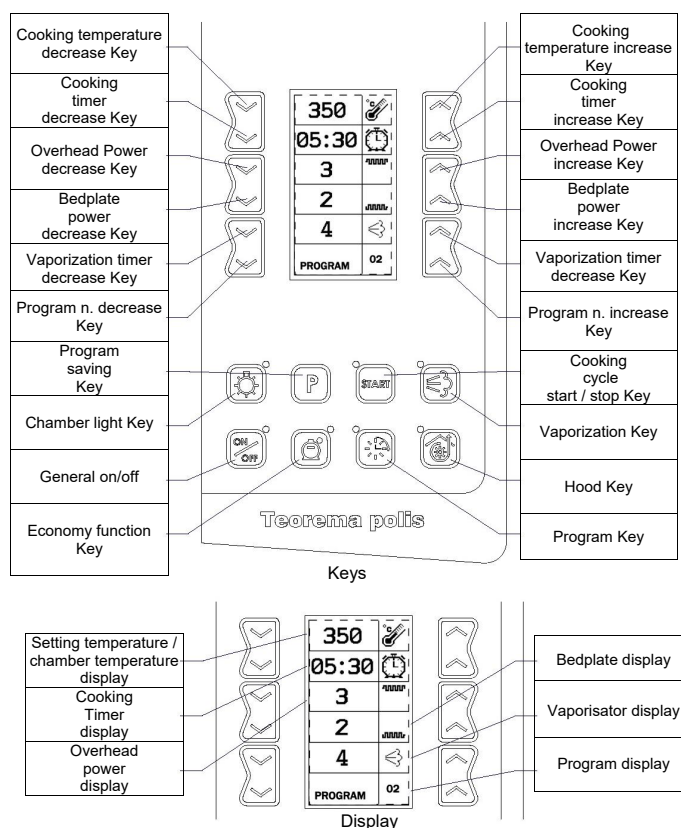 Cooking temperature
decrease Key
Cooking
timer
decrease Key
Overhead Power
decrease Key
Bedplate
power
decrease Key
Vaporization timer
decrease Key
Program n. decrease
Key
Program
saving
Key
Chamber light Key
General on/off
Economy function
Key
350 °c
05:30
3
2
4
PROGRAM 02
P
START
ON
OFF
Teorema polis
Cooking
temperature increase
Key
Cooking
timer
increase Key
Overhead Power
increase Key
Bedplate
power
increase Key
Vaporization timer
decrease Key
Program n. increase
Key
Cooking
cycle
start / stop Key
Vaporization Key
Hood Key
Program Key
Keys
Setting temperature /
chamber temperature
display
Cooking
Timer
display
Overhead
power
display
350 °c
05:30
3
2
4
PROGRAM 02
Bedplate display
Vaporisator display
Program display
Display